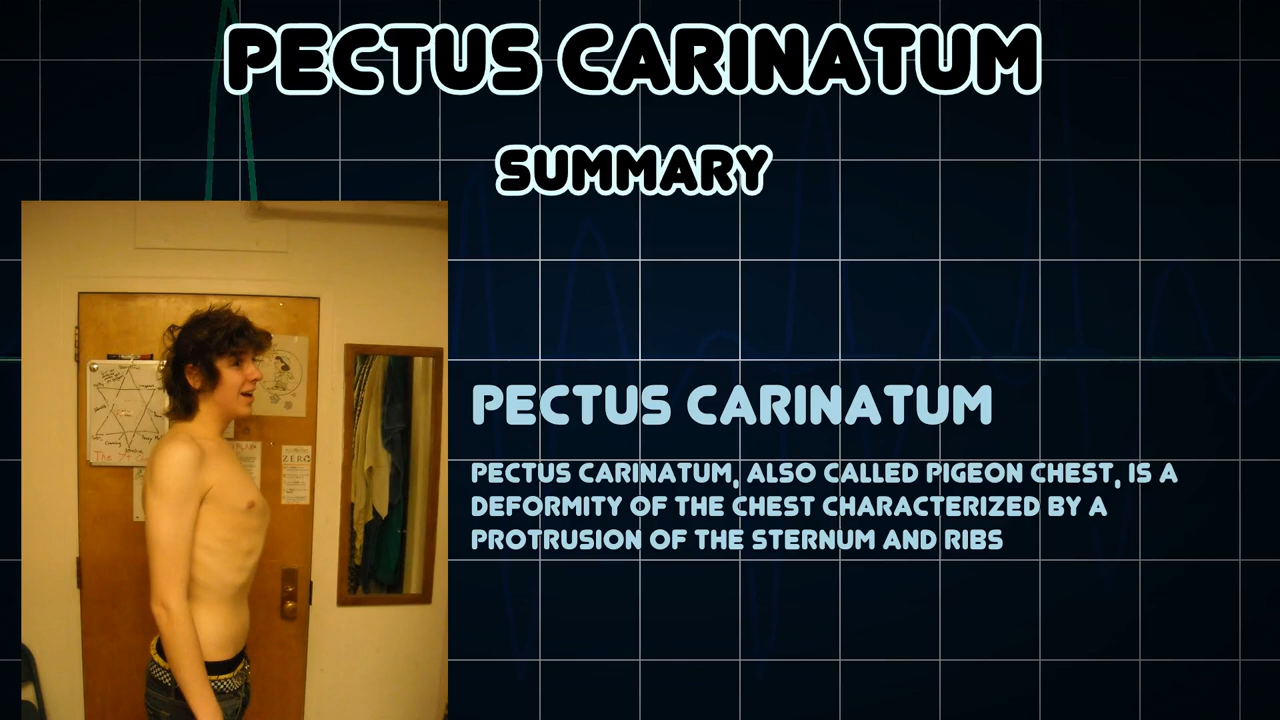 PECTUS CARINATUM
SUMMARY
PECTUS CARINATUM
PECTUS CARINATUM, ALSO CALLED PIGEON CHEST, IS A
DEFORMITY OF THE CHEST CHARACTERIZED BY A
PROTRUSION OF THE STERNUM AND RIBS
ZERO